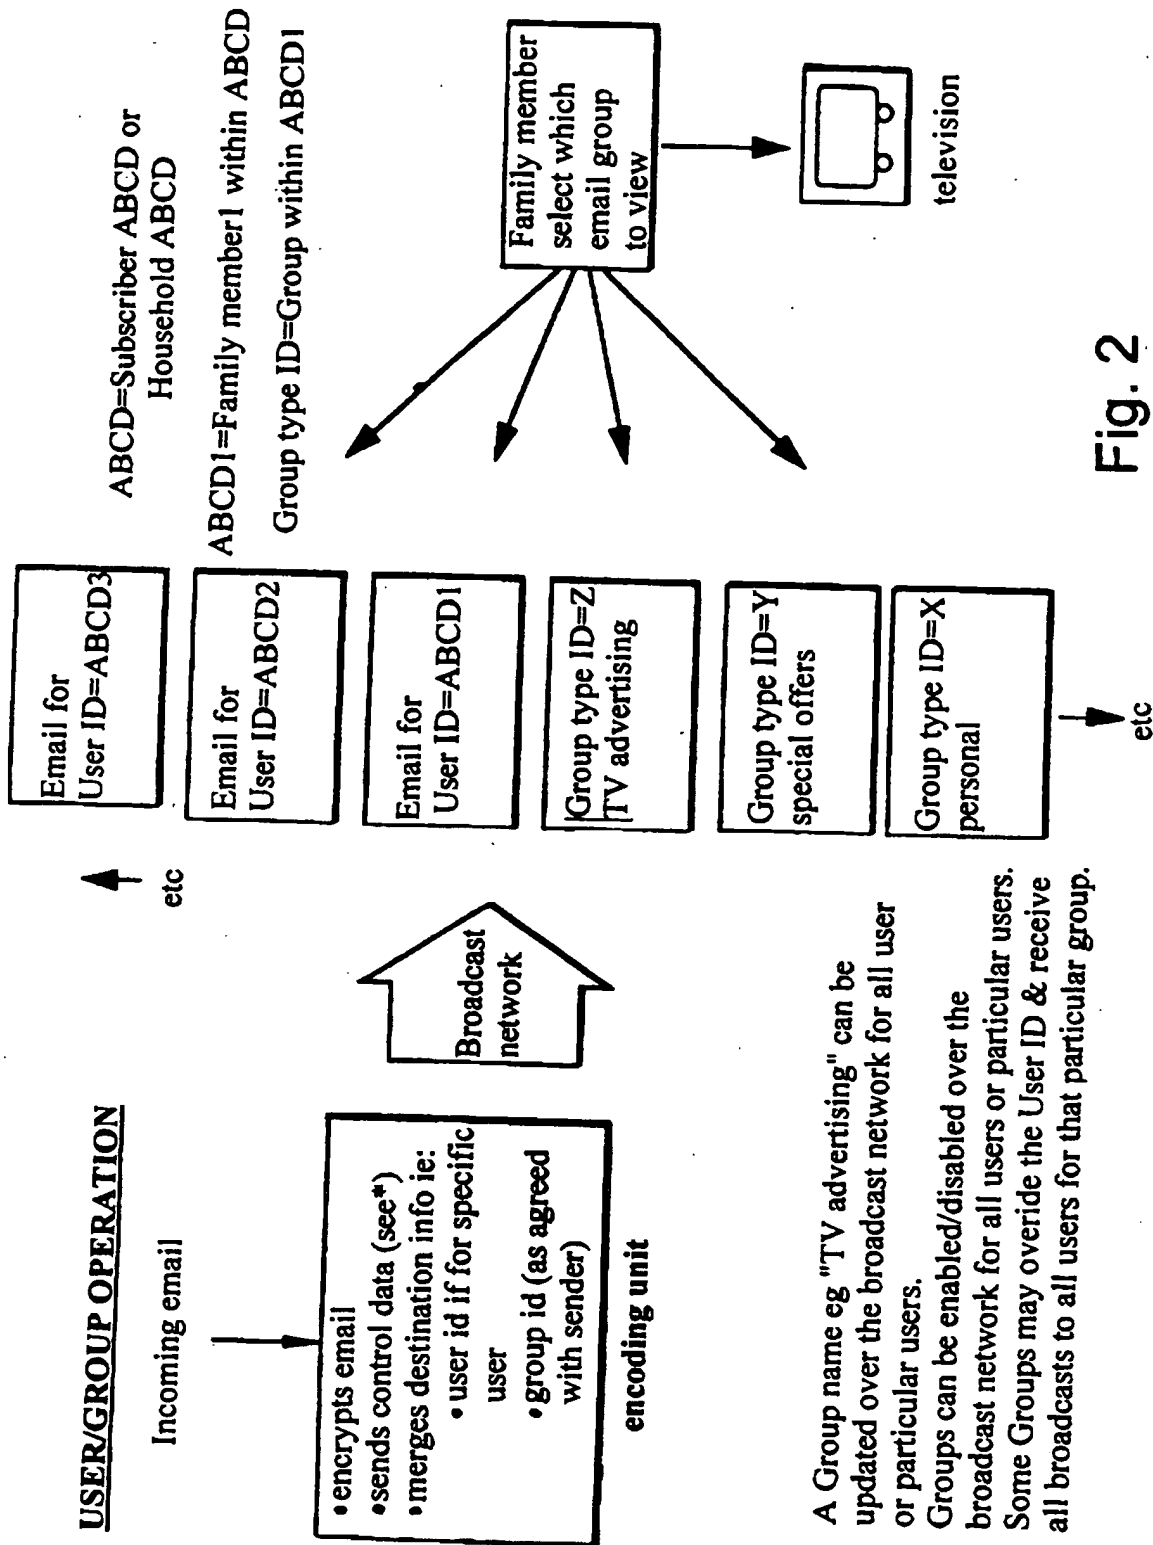 USER/GROUP OPERATION
Incoming email
•encrypts email
•sends control data (see*)
•merges destination info ie:
•user id if for specific
user
•group id (as agreed
with sender)
encoding unit
Broadcast
network
etc
Email for
User ID=ABCD3
Email for
User ID=ABCD2
Email for
User ID=ABCD1
Group type ID=Z
TV advertising
Group type ID=Y
special offers
Group type ID=X
personal
etc
ABCD=Subscriber ABCD or
Household ABCD
ABCD1=Family member1 within ABCD
Group type ID=Group within ABCD1
Family member
select which
email group
to view
television
A Group name eg "TV advertising" can be
updated over the broadcast network for all user
or particular users.
Groups can be enabled/disabled over the
broadcast network for all users or particular users.
Some Groups may overide the User ID & receive
all broadcasts to all users for that particular group.
Fig. 2